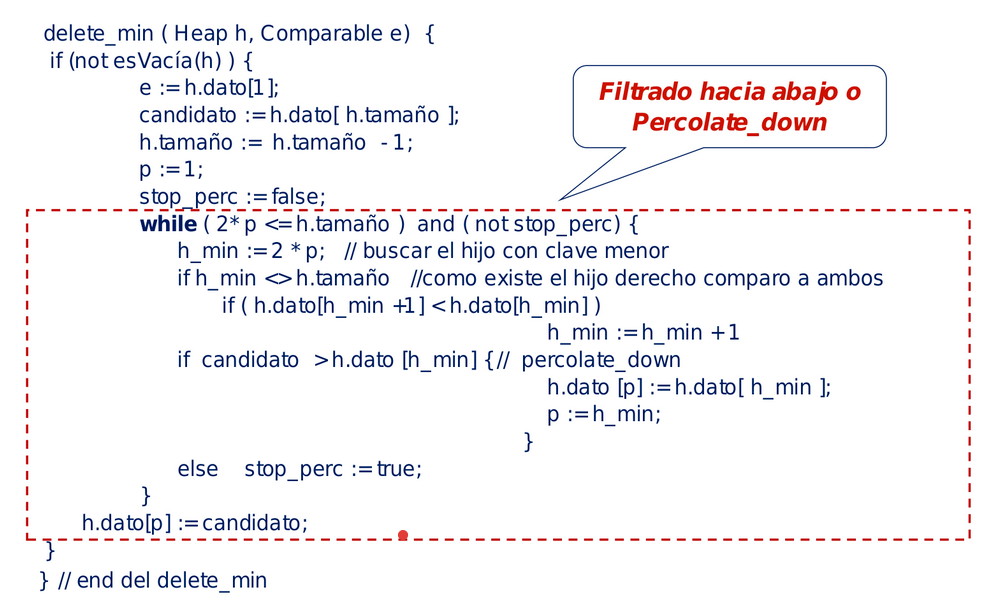 delete_min ( Heap h, Comparable e) {
if (not esVacía(h) ) {
e := h.dato[1];
candidato := h.dato[ h.tamaño ];
h.tamaño := h.tamaño - 1;
p := 1;
stop_perc := false;
while ( 2* p <= h.tamaño ) and ( not stop_perc) {
h_min := 2 * p; // buscar el hijo con clave menor
if h_min <> h.tamaño //como existe el hijo derecho comparo a ambos
if ( h.dato[h_min +1] < h.dato[h_min] )
h_min := h_min + 1
if candidato > h.dato [h_min] { // percolate_down
h.dato [p] := h.dato[ h_min ];
p := h_min;
}
else stop_perc := true;
}
h.dato[p] := candidato;
}
} // end del delete_min
Filtrado hacia abajo o
Percolate_down